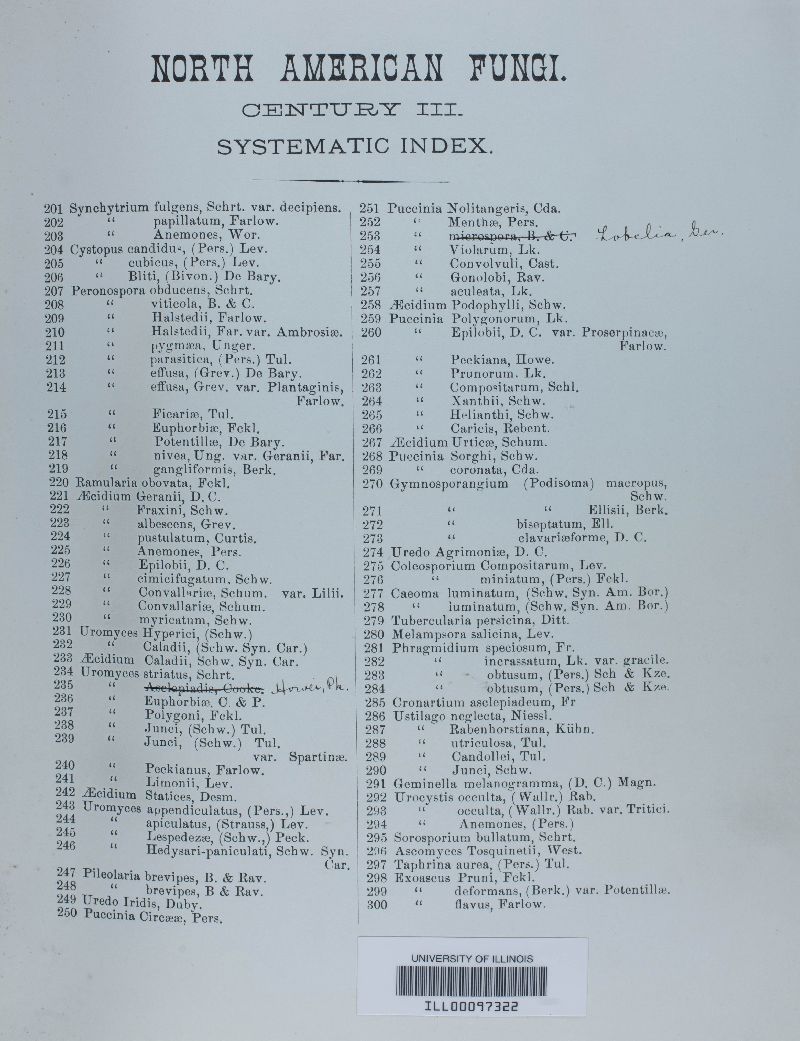 NORTH AMERICAN FUNGI.
CENTURY III.
SYSTEMATIC INDEX.
201 Synchytrium fulgens, Schrt. var. decipiens.
202 “ papillatum, Farlow.
203 “ Anemones, Wor.
204 Cystopus candidus, (Pers.) Lev.
205 “ cubicus, (Pers.) Lev.
206 “ Bliti, (Bivon.) De Bary.
207 Peronospora obducens, Schrt.
208 “ viticola, B. & C.
209 “ Halstedii, Farlow.
210 “ Halstedii, Far. var. Ambrosiæ.
211 “ pygmæa, Unger.
212 “ parasitica, (Pers.) Tul.
213 “ effusa, (Grev.) De Bary.
214 “ effusa, Grev. var. Plantaginis,
Farlow.
215 “ Ficariæ, Tul.
216 “ Euphorbiæ, Fckl.
217 “ Potentillæ, De Bary.
218 “ nivea, Ung. var. Geranii, Far.
219 “ gangliformis, Berk.
220 Ramularia obovata, Fckl.
221 Æcidium Geranii, D. C.
222 “ Fraxini, Schw.
223 “ albescens, Grev.
224 “ pustulatum, Curtis.
225 “ Anemones, Pers.
226 “ Epilobii, D. C.
227 “ cimicifugatum, Schw.
228 “ Convallariæ, Schum. var. Lilii.
229 “ Convallariæ, Schum.
230 “ myricatum, Schw.
231 Uromyces Hyperici, (Schw.)
232 “ Caladii, (Schw. Syn. Car.)
233 Æcidium Caladii, Schw. Syn. Car.
234 Uromyces striatus, Schrt.
235 “ Asclepiadis, Cooke. Howei, Pk.
236 “ Euphorbiæ, C. & P.
237 “ Polygoni, Fckl.
238 “ Junci, (Schw.) Tul.
239 “ Junci, (Schw.) Tul.
var. Spartinæ.
240 “ Peckianus, Farlow.
241 “ Limonii, Lev.
242 Æcidium Statices, Desm.
243 Uromyces appendiculatus, (Pers.,) Lev.
244 “ apiculatus, (Strauss,) Lev.
245 “ Lespedezæ, (Schw.,) Peck.
246 “ Hedysari-paniculati, Schw. Syn.
Car.
247 Pileolaria brevipes, B. & Rav.
248 “ brevipes, B & Rav.
249 Uredo Iridis, Duby.
250 Puccinia Circææ, Pers.
251 Puccinia Nolitangeris, Cda.
252 “ Menthæ, Pers.
253 “ microspora, B. & C. Lobelia, Ger.
254 “ Violarum, Lk.
255 “ Convolvuli, Cast.
256 “ Gonolobi, Rav.
257 “ aculeata, Lk.
258 Æcidium Podophylli, Schw.
259 Puccinia Polygonorum, Lk.
260 “ Epilobii, D. C. var. Proserpinacæ,
Farlow.
261 “ Peckiana, Howe.
262 “ Prunorum. Lk.
263 “ Compositarum, Schl.
264 “ Xanthii, Schw.
265 “ Helianthi, Schw.
266 “ Caricis, Rebent.
267 Æcidium Urticæ, Schum.
268 Puccinia Sorghi, Schw.
269 “ coronata, Cda.
270 Gymnosporangium (Podisoma) macropus,
Schw.
271 “ “ Ellisii, Berk.
272 “ biseptatum, Ell.
273 “ clavariæforme, D. C.
274 Uredo Agrimoniæ, D. C.
275 Coleosporium Compositarum, Lev.
276 “ miniatum, (Pers.) Fckl.
277 Caeoma luminatum, (Schw. Syn. Am. Bor.)
278 “ luminatum, (Schw. Syn. Am. Bor.)
279 Tubercularia persicina, Ditt.
280 Melampsora salicina, Lev.
281 Phragmidium speciosum, Fr.
282 “ incrassatum, Lk. var. gracile.
283 “ obtusum, (Pers.) Sch & Kze.
284 “ obtusum, (Pers.) Sch & Kze.
285 Cronartium asclepiadeum, Fr
286 Ustilago neglecta, Niessl.
287 “ Rabenhorstiana, Kühn.
288 “ utriculosa, Tul.
289 “ Candollei, Tul.
290 “ Junci, Schw.
291 Geminella melanogramma, (D. C.) Magn.
292 Urocystis occulta, (Wallr.) Rab.
293 “ occulta, (Wallr.) Rab. var. Tritici.
294 “ Anemones, (Pers.)
295 Sorosporium bullatum, Schrt.
296 Ascomyces Tosquinetii, West.
297 Taphrina aurea, (Pers.) Tul.
298 Exoascus Pruni, Fckl.
299 “ deformans, (Berk.) var. Potentillæ.
300 “ flavus, Farlow.
UNIVERSITY OF ILLINOIS
ILL00097322